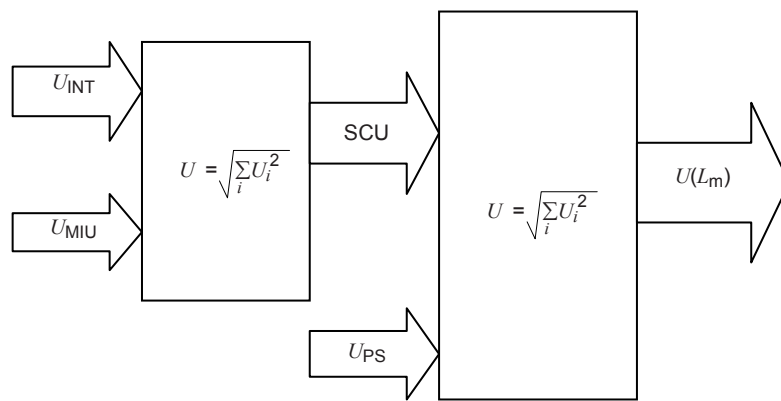 U_INT
SCU
U = √∑_i U_i^2
U(L_m)
U_MIU
U = √∑_i U_i^2
U_PS